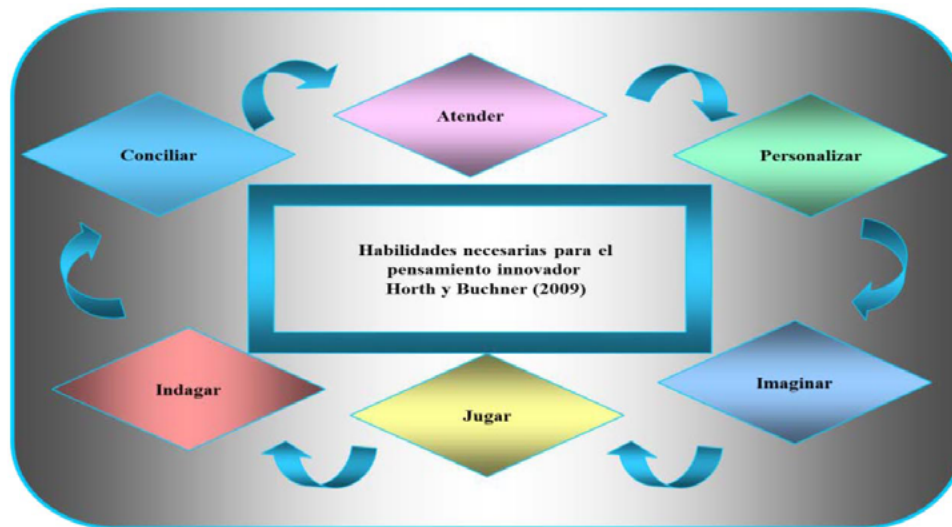 Atender
Conciliar
Personalizar
Habilidades necesarias para el
pensamiento innovador
Horth y Buchner (2009)
Indagar
Jugar
Imaginar